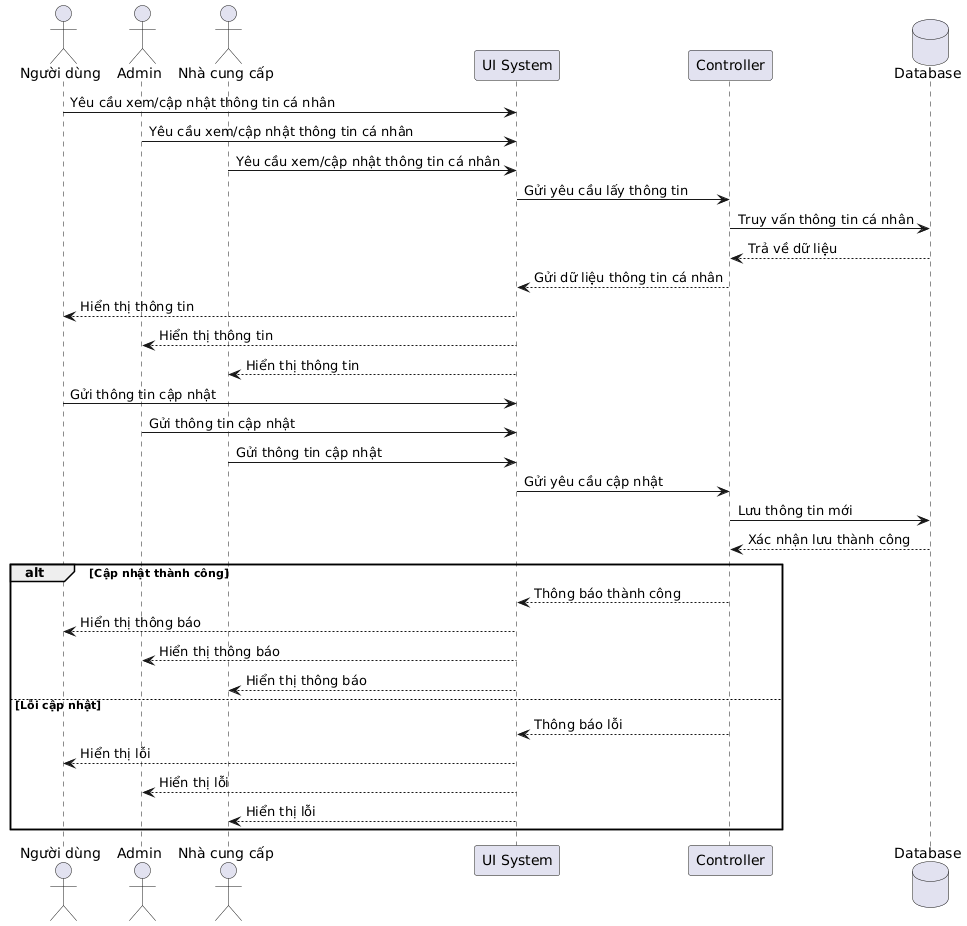 Người dùng Admin Nhà cung cấp UI System Controller Database
Yêu cầu xem/cập nhật thông tin cá nhân
Yêu cầu xem/cập nhật thông tin cá nhân
Yêu cầu xem/cập nhật thông tin cá nhân
Gửi yêu cầu lấy thông tin
Truy vấn thông tin cá nhân
Trả về dữ liệu
Gửi dữ liệu thông tin cá nhân
Hiển thị thông tin
Hiển thị thông tin
Hiển thị thông tin
Gửi thông tin cập nhật
Gửi thông tin cập nhật
Gửi thông tin cập nhật
Gửi yêu cầu cập nhật
Lưu thông tin mới
Xác nhận lưu thành công
alt [Cập nhật thành công]
Thông báo thành công
Hiển thị thông báo
Hiển thị thông báo
Hiển thị thông báo
[Lỗi cập nhật]
Thông báo lỗi
Hiển thị lỗi
Hiển thị lỗi
Hiển thị lỗi
Người dùng Admin Nhà cung cấp UI System Controller Database